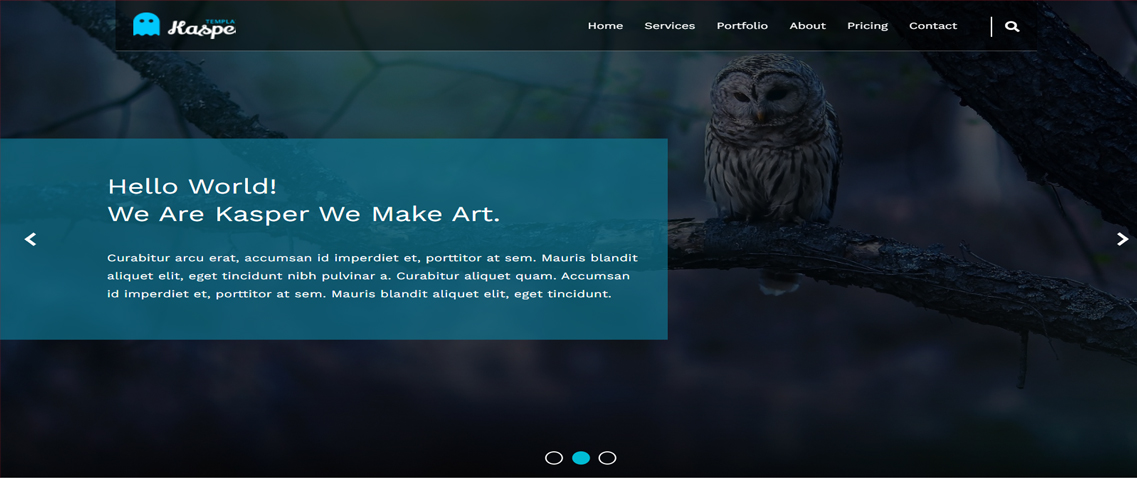 TEMPLA
Kaspe
Home Services Portfolio About Pricing Contact
Hello World!
We Are Kasper We Make Art.
Curabitur arcu erat, accumsan id imperdiet et, porttitor at sem. Mauris blandit
aliquet elit, eget tincidunt nibh pulvinar a. Curabitur aliquet quam. Accumsan
id imperdiet et, porttitor at sem. Mauris blandit aliquet elit, eget tincidunt.